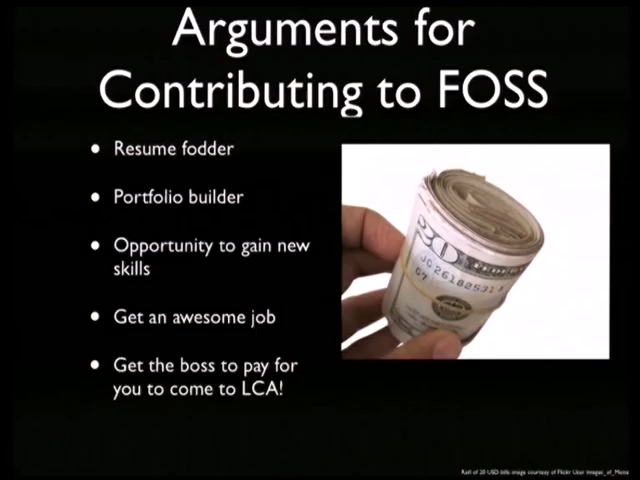 Arguments for
Contributing to FOSS
• Resume fodder
• Portfolio builder
• Opportunity to gain new
skills
• Get an awesome job
• Get the boss to pay for
you to come to LCA!
20
Roll of 20 USD bills image courtesy of Flickr User Images_of_Money